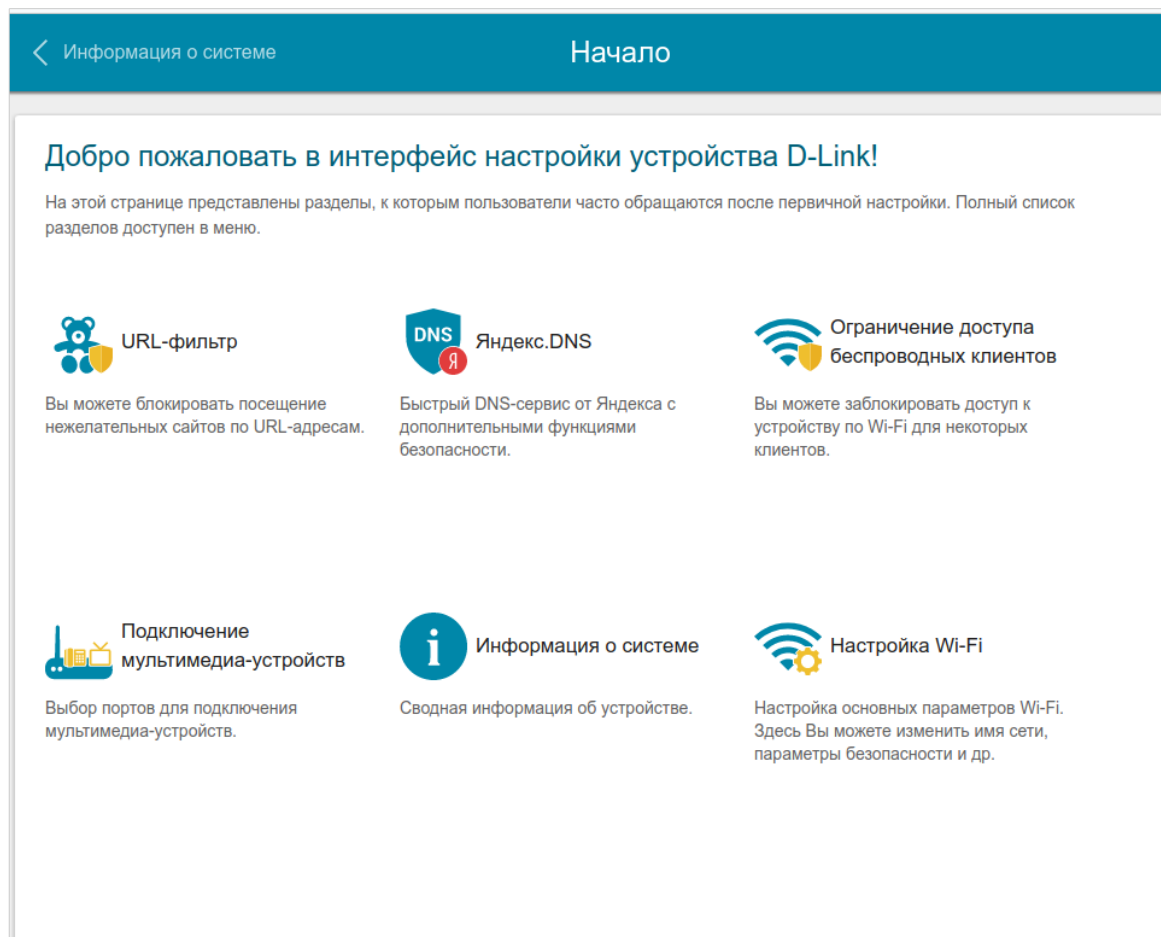 Информация о системе
Начало
Добро пожаловать в интерфейс настройки устройства D-Link!
На этой странице представлены разделы, к которым пользователи часто обращаются после первичной настройки. Полный список
разделов доступен в меню.
URL-фильтр
Вы можете блокировать посещение
нежелательных сайтов по URL-адресам.
DNS
Я
Яндекс.DNS
Быстрый DNS-сервис от Яндекса с
дополнительными функциями
безопасности.
Ограничение доступа
беспроводных клиентов
Вы можете заблокировать доступ к
устройству по Wi-Fi для некоторых
клиентов.
Подключение
мультимедиа-устройств
Выбор портов для подключения
мультимедиа-устройств.
i
Информация о системе
Сводная информация об устройстве.
Настройка Wi-Fi
Настройка основных параметров Wi-Fi.
Здесь Вы можете изменить имя сети,
параметры безопасности и др.